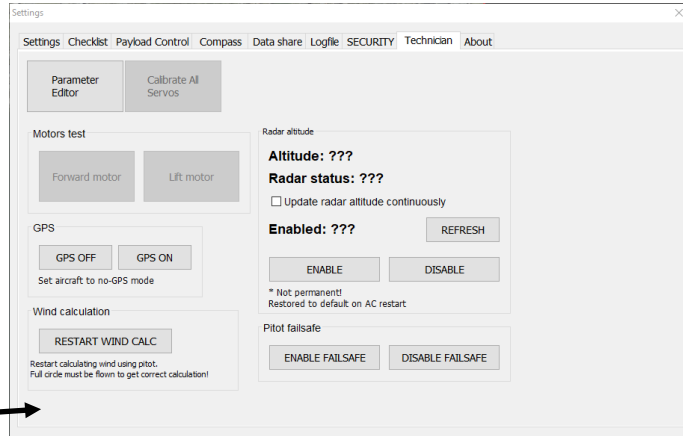 Settings
Settings Checklist Payload Control Compass Data share Logfile SECURITY Technician About
Parameter
Editor
Calibrate All
Servos
Motors test
Forward motor
Lift motor
GPS
GPS OFF
GPS ON
Set aircraft to no-GPS mode
Wind calculation
RESTART WIND CALC
Restart calculating wind using pitot.
Full circle must be flown to get correct calculation!
Radar altitude
Altitude: ???
Radar status: ???
Update radar altitude continuously
Enabled: ???
REFRESH
ENABLE
DISABLE
* Not permanent!
Restored to default on AC restart
Pitot failsafe
ENABLE FAILSAFE
DISABLE FAILSAFE